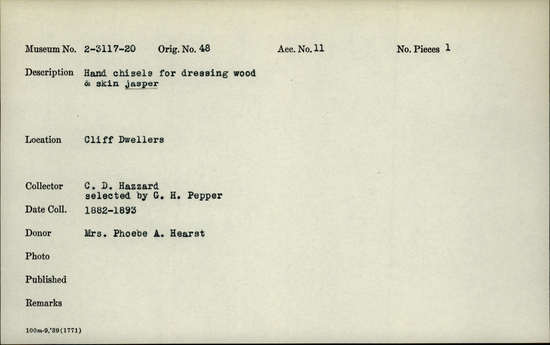 Museum No. 2-3117-20 Orig. No. 48 Acc. No. 11 No. Pieces 1
Description Hand chisels for dressing wood
& skin jasper
Location Cliff Dwellers
Collector C. D. Hazzard
selected by G. H. Pepper
Date Coll. 1882-1893
Donor Mrs. Phoebe A. Hearst
Photo
Published
Remarks
100m-9,'39(1771)